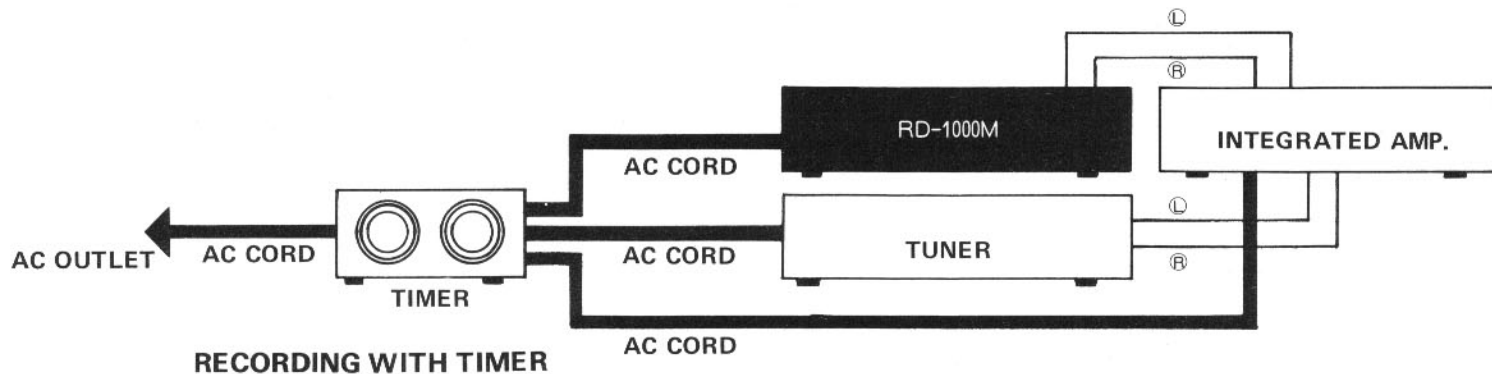 Ⓛ
Ⓡ
RD-1000M
INTEGRATED AMP.
AC CORD
Ⓛ
AC OUTLET
AC CORD
AC CORD
TUNER
Ⓡ
TIMER
AC CORD
RECORDING WITH TIMER